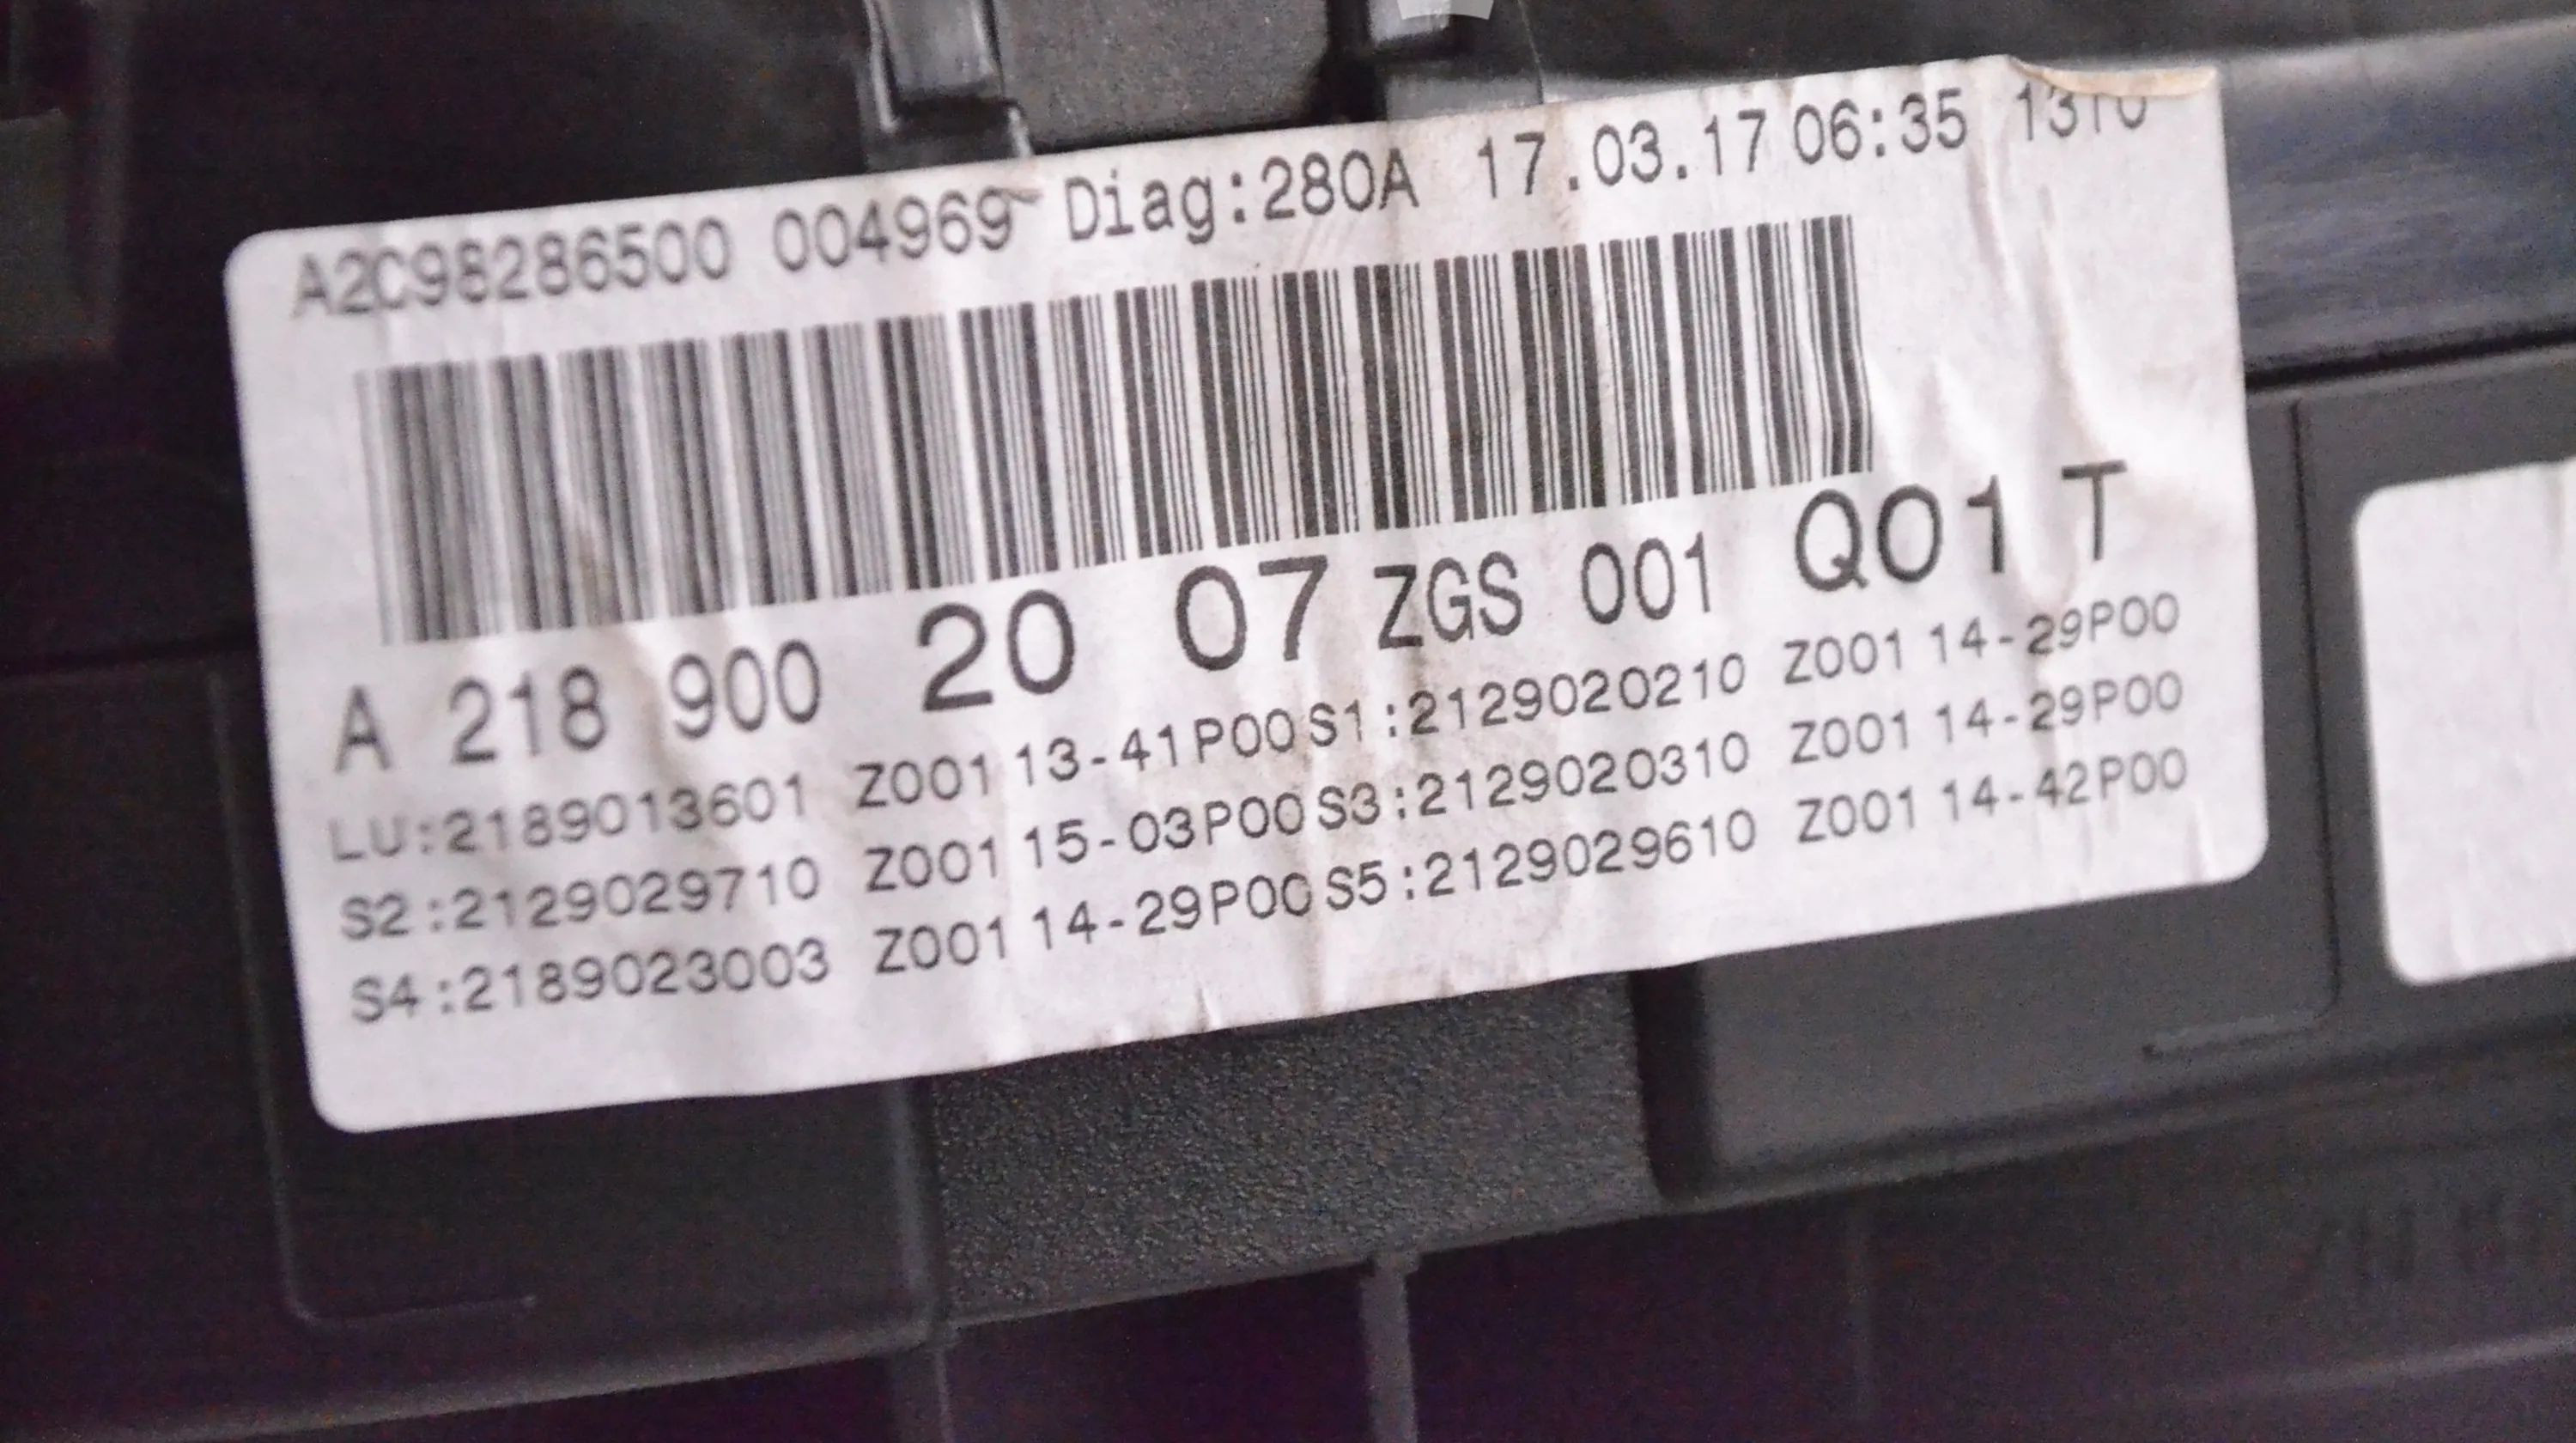 A2C98286500 004969 Diag:280A 17.03.17 06:35
A 218 900 20 07 ZGS 001 Q01 T
LU:2189013601 Z001 13-41P00 S1:2129020210 Z001 14-29P00
S2:2129029710 Z001 15-03P00 S3:2129020310 Z001 14-29P00
S4:2189023003 Z001 14-29P00 S5:2129029610 Z001 14-42P00